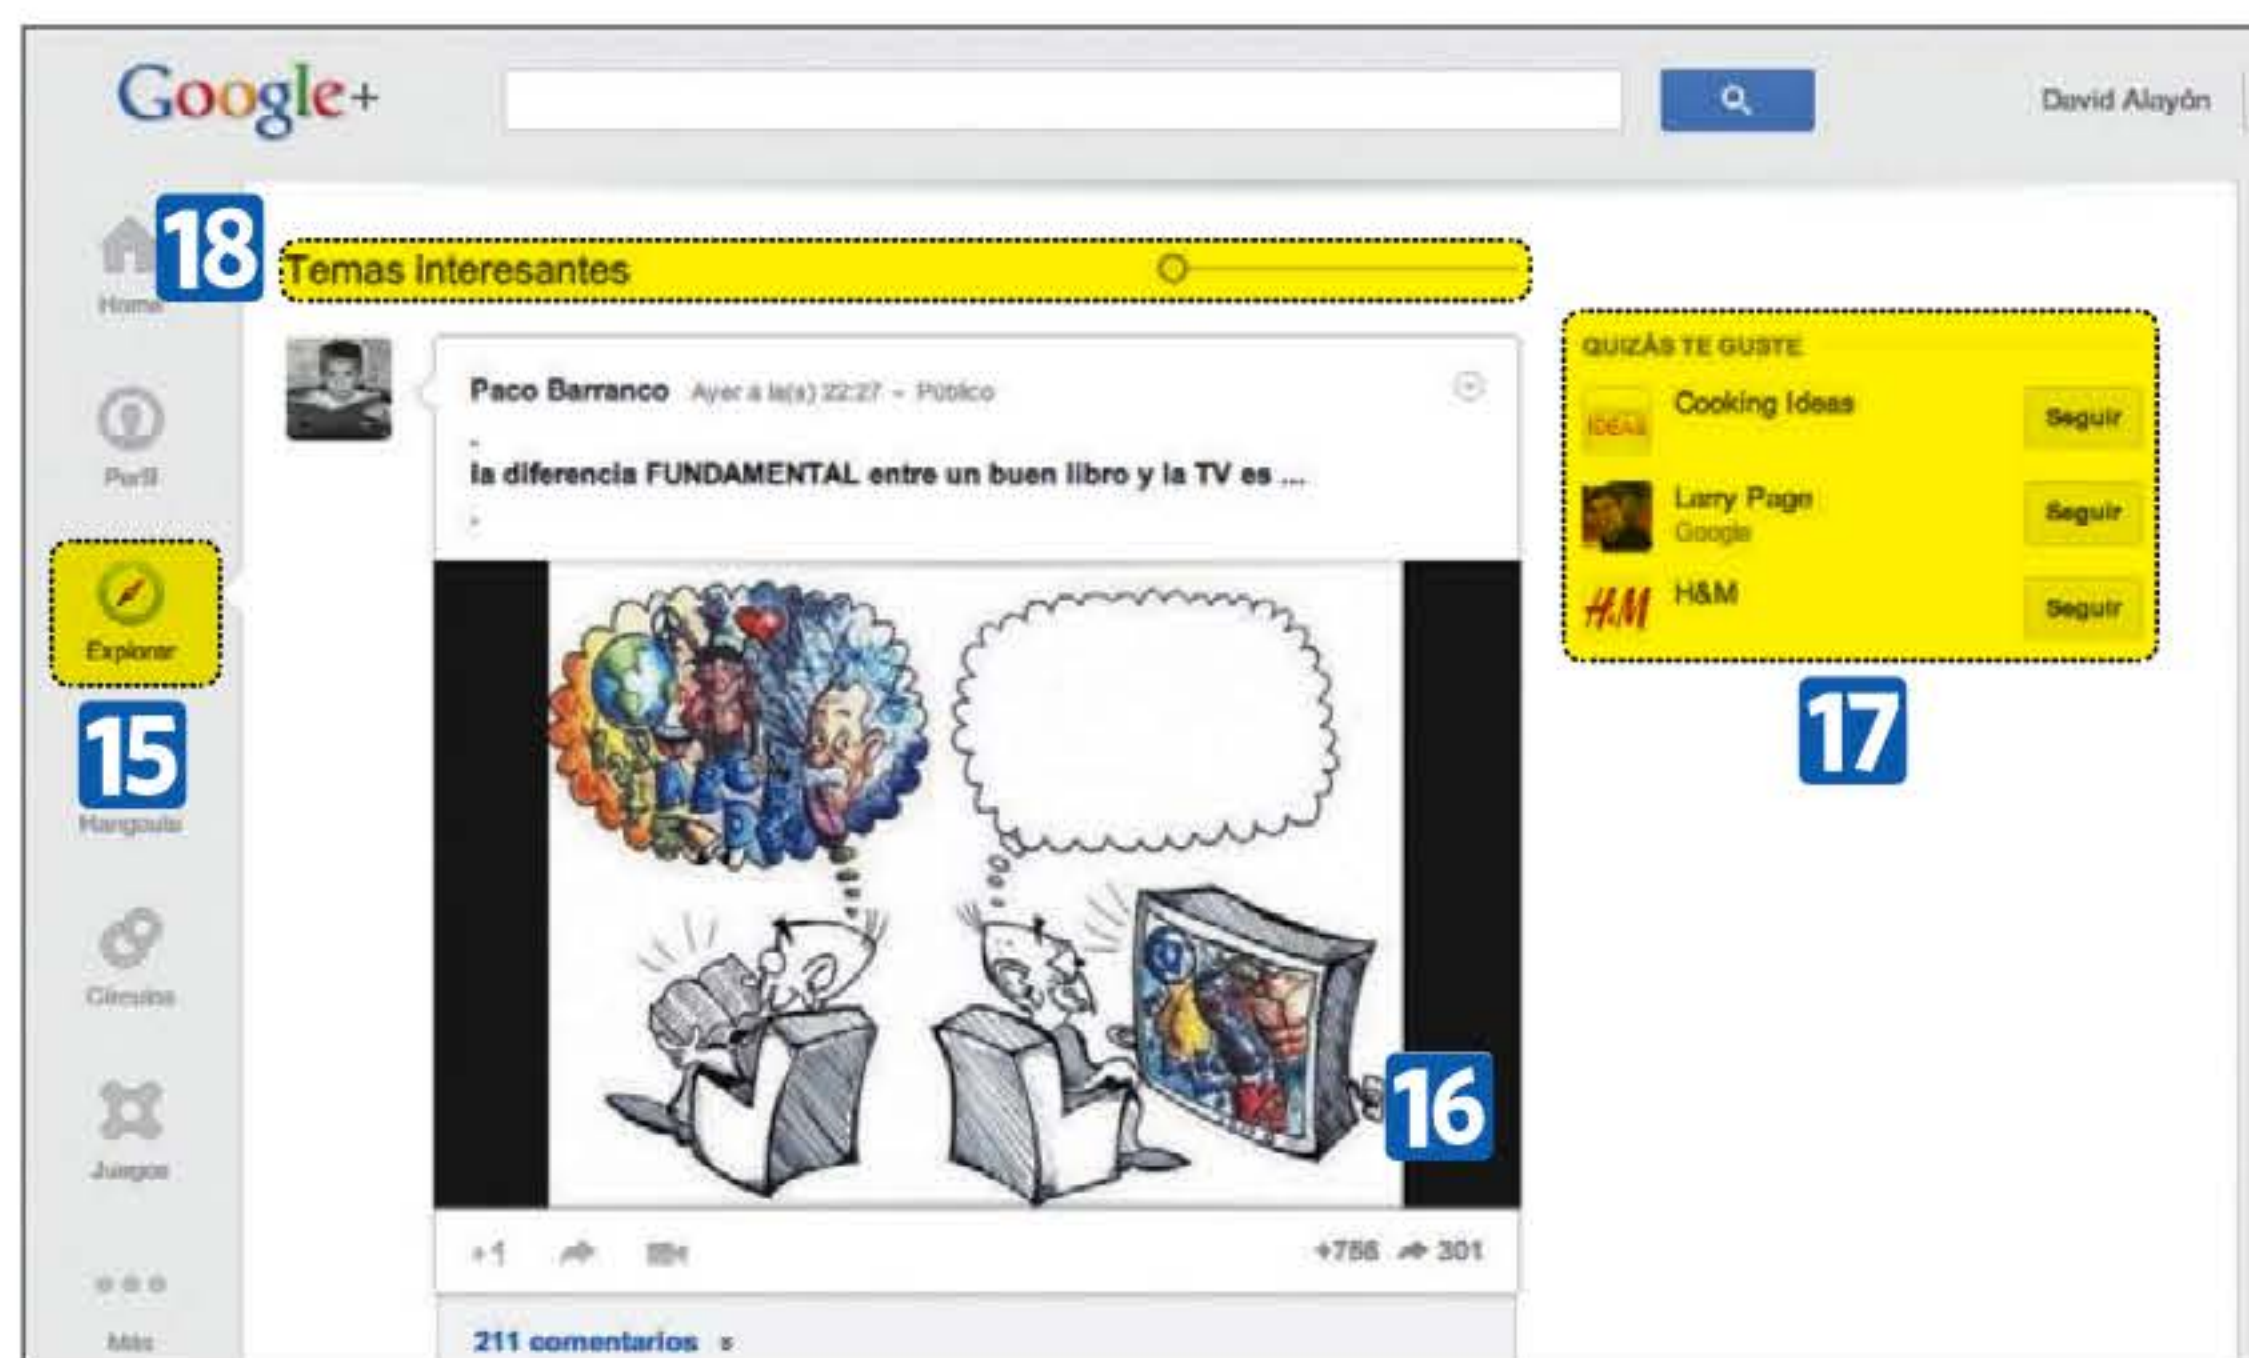 Google+
David Alayón
Home
18
Temas interesantes
Perfil
Explorar
15
Hangouts
Círculos
Juegos
Más
Paco Barranco Ayer a la(s) 22:27 - Público
.
la diferencia FUNDAMENTAL entre un buen libro y la TV es ...
.
16
+1
+756 301
211 comentarios
QUIZÁS TE GUSTE
IDEAS
Cooking Ideas
Seguir
Larry Page
Google
Seguir
H&M
H&M
Seguir
17